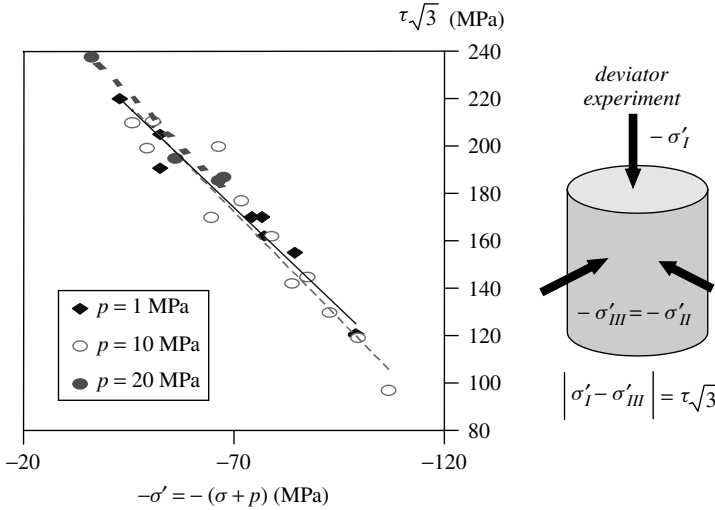 τ√3 (MPa)
240
220
200
180
160
140
120
100
80
−20
−70
−120
−σ′ = − (σ + p) (MPa)
p = 1 MPa
p = 10 MPa
p = 20 MPa
deviator
experiment
− σ′I
− σ′III = − σ′II
|σ′I − σ′III| = τ√3